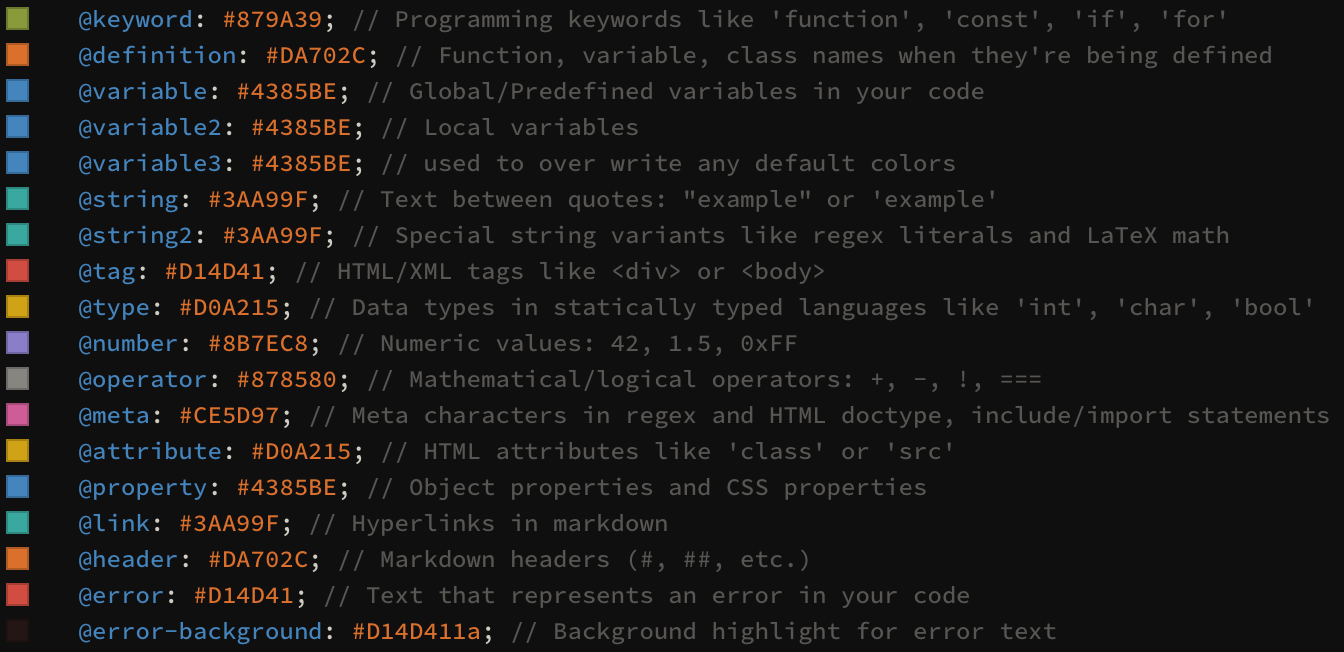 @keyword: #879A39; // Programming keywords like 'function', 'const', 'if', 'for'
@definition: #DA702C; // Function, variable, class names when they're being defined
@variable: #4385BE; // Global/Predefined variables in your code
@variable2: #4385BE; // Local variables
@variable3: #4385BE; // used to over write any default colors
@string: #3AA99F; // Text between quotes: "example" or 'example'
@string2: #3AA99F; // Special string variants like regex literals and LaTeX math
@tag: #D14D41; // HTML/XML tags like <div> or <body>
@type: #D0A215; // Data types in statically typed languages like 'int', 'char', 'bool'
@number: #8B7EC8; // Numeric values: 42, 1.5, 0xFF
@operator: #878580; // Mathematical/logical operators: +, -, !, ===
@meta: #CE5D97; // Meta characters in regex and HTML doctype, include/import statements
@attribute: #D0A215; // HTML attributes like 'class' or 'src'
@property: #4385BE; // Object properties and CSS properties
@link: #3AA99F; // Hyperlinks in markdown
@header: #DA702C; // Markdown headers (#, ##, etc.)
@error: #D14D41; // Text that represents an error in your code
@error-background: #D14D411a; // Background highlight for error text